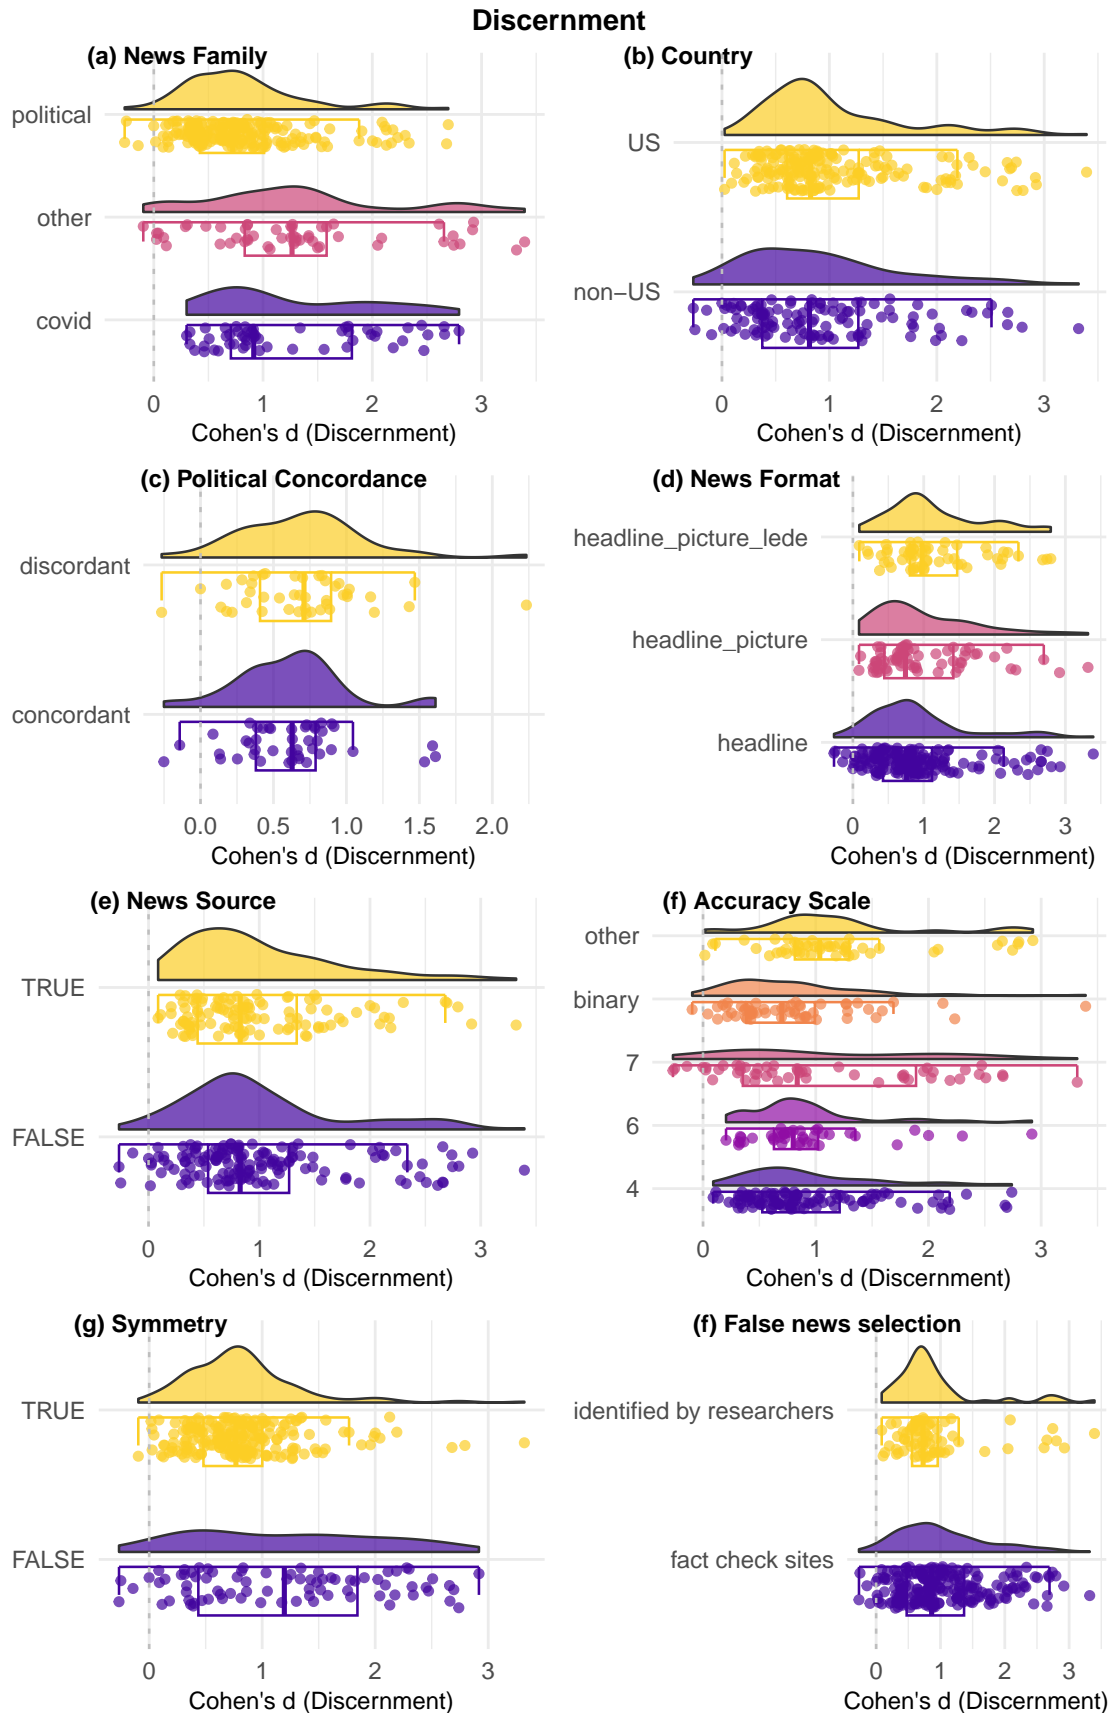 Discernment
(a) News Family
political
other
covid
0 1 2 3
Cohen's d (Discernment)
(b) Country
US
non−US
0 1 2 3
Cohen's d (Discernment)
(c) Political Concordance
discordant
concordant
0.0 0.5 1.0 1.5 2.0
Cohen's d (Discernment)
(d) News Format
headline_picture_lede
headline_picture
headline
0 1 2 3
Cohen's d (Discernment)
(e) News Source
TRUE
FALSE
0 1 2 3
Cohen's d (Discernment)
(f) Accuracy Scale
other
binary
7
6
4
0 1 2 3
Cohen's d (Discernment)
(g) Symmetry
TRUE
FALSE
0 1 2 3
Cohen's d (Discernment)
(f) False news selection
identified by researchers
fact check sites
0 1 2 3
Cohen's d (Discernment)